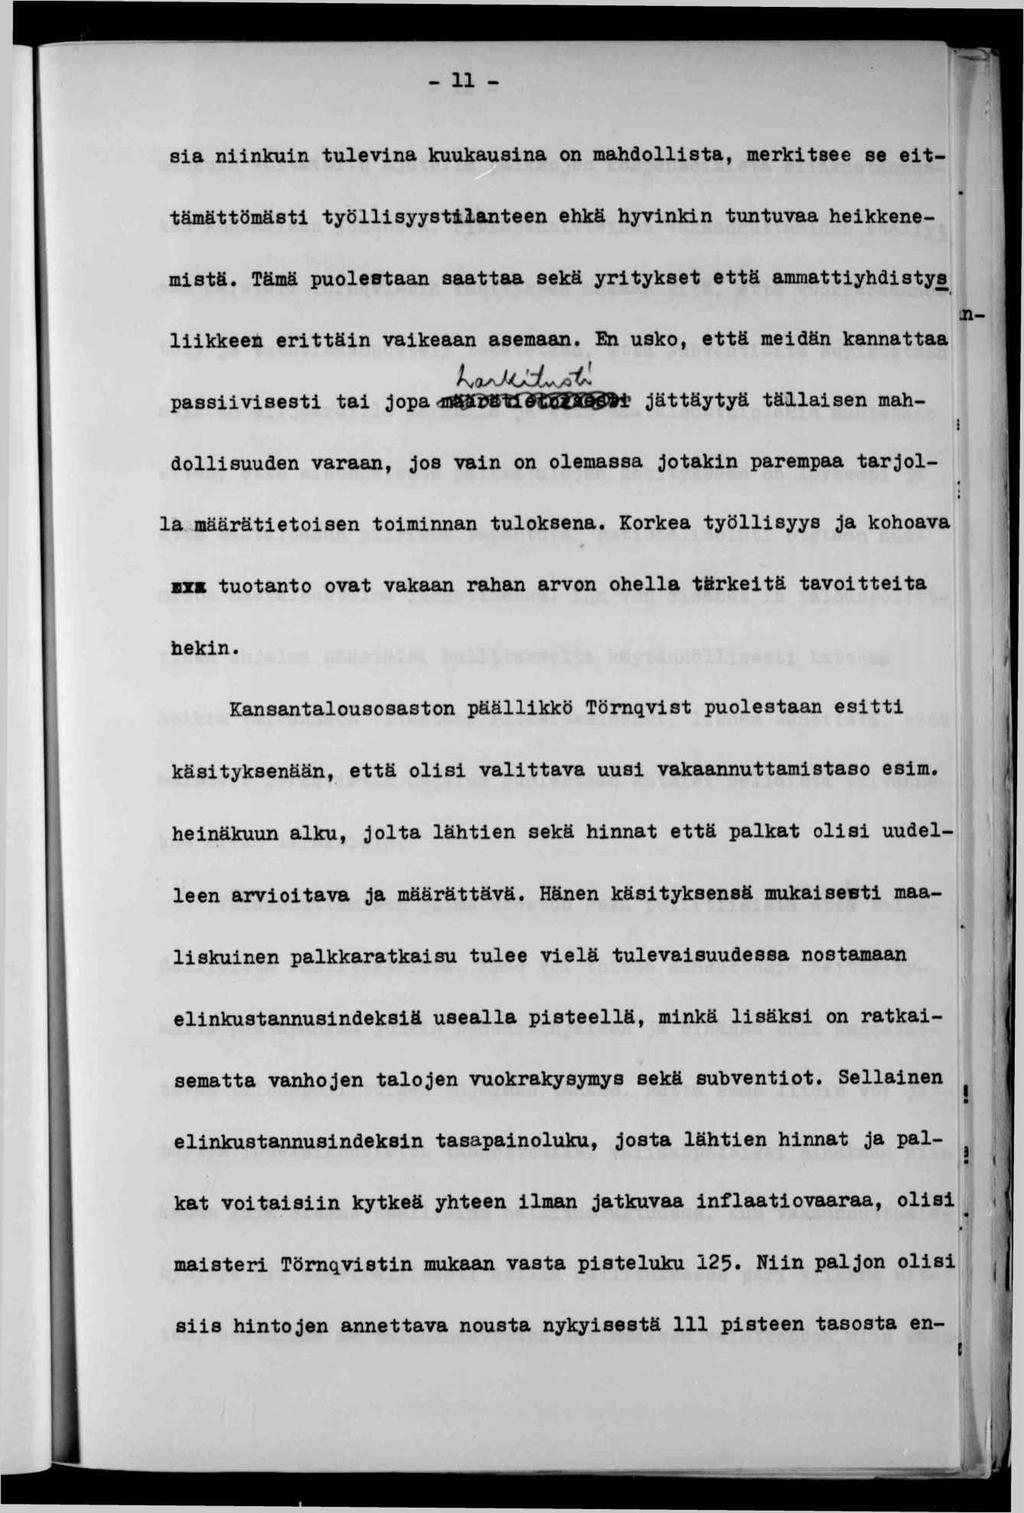 - 11 -
sia niinkuin tulevina kuukausina on mahdollista, merkitsee se eit-
tämättömästi työllisyystilanteen ehkä hyvinkin tuntuvaa heikkene-
mistä. Tämä puolestaan saattaa sekä yritykset että ammattiyhdistys
n-
liikkeen erittäin vaikeaan asemaan. En usko, että meidän kannattaa
harkitusti
passiivisesti tai jopa määrätietoisesti jättäytyä tällaisen mah-
dollisuuden varaan, jos vain on olemassa jotakin parempaa tarjol-
la määrätietoisen toiminnan tuloksena. Korkea työllisyys ja kohoava
tuotanto ovat vakaan rahan arvon ohella tärkeitä tavoitteita
hekin.
Kansantalousosaston päällikkö Törnqvist puolestaan esitti
käsityksenään, että olisi valittava uusi vakaannuttamistaso esim.
heinäkuun alku, jolta lähtien sekä hinnat että palkat olisi uudel-
leen arvioitava ja määrättävä. Hänen käsityksensä mukaisesti maa-
liskuinen palkkaratkaisu tulee vielä tulevaisuudessa nostamaan
elinkustannusindeksiä usealla pisteellä, minkä lisäksi on ratkai-
sematta vanhojen talojen vuokrakysymys sekä subventiot. Sellainen
elinkustannusindeksin tasapainoluku, josta lähtien hinnat ja pal-
kat voitaisiin kytkeä yhteen ilman jatkuvaa inflaatiovaaraa, olisi
maisteri Törnqvistin mukaan vasta pisteluku 125. Niin paljon olisi
siis hintojen annettava nousta nykyisestä 111 pisteen tasosta en-